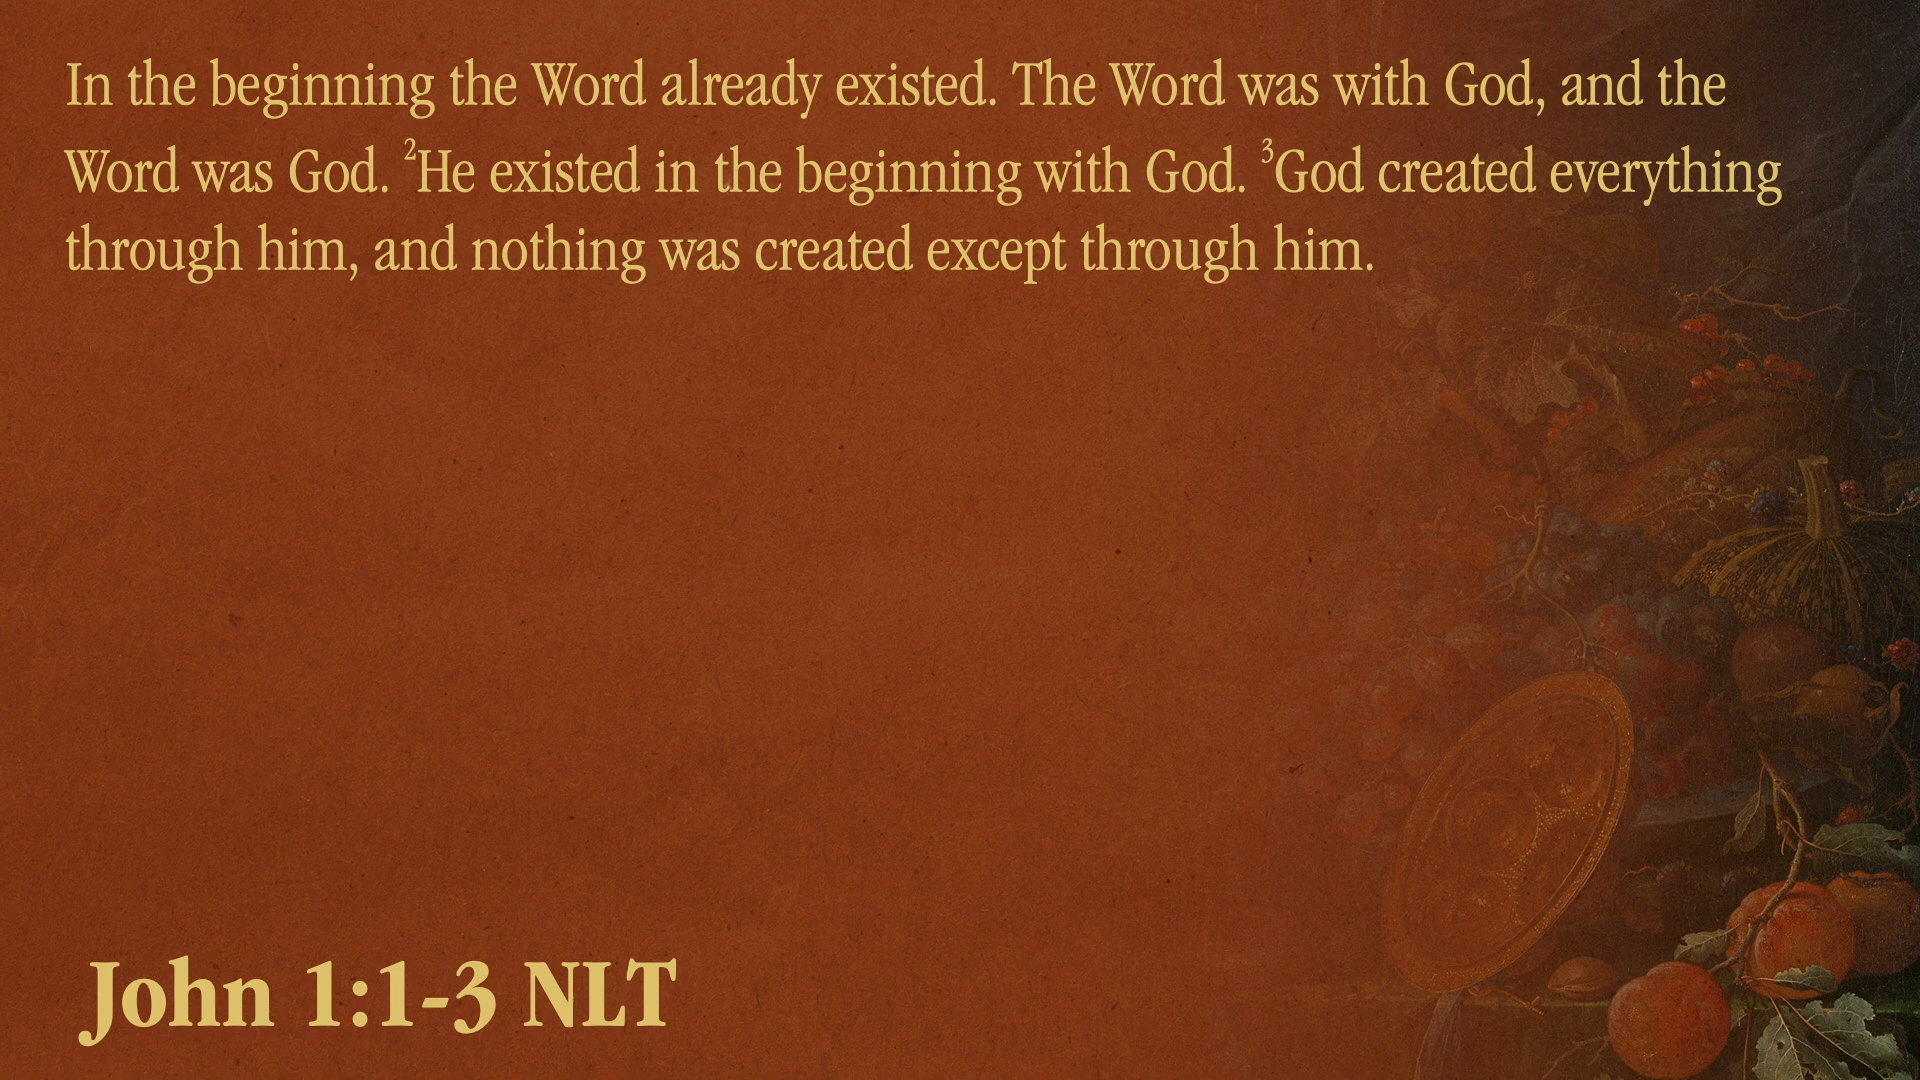 In the beginning the Word already existed. The Word was with God, and the
Word was God. ²He existed in the beginning with God. ³God created everything
through him, and nothing was created except through him.
John 1:1-3 NLT